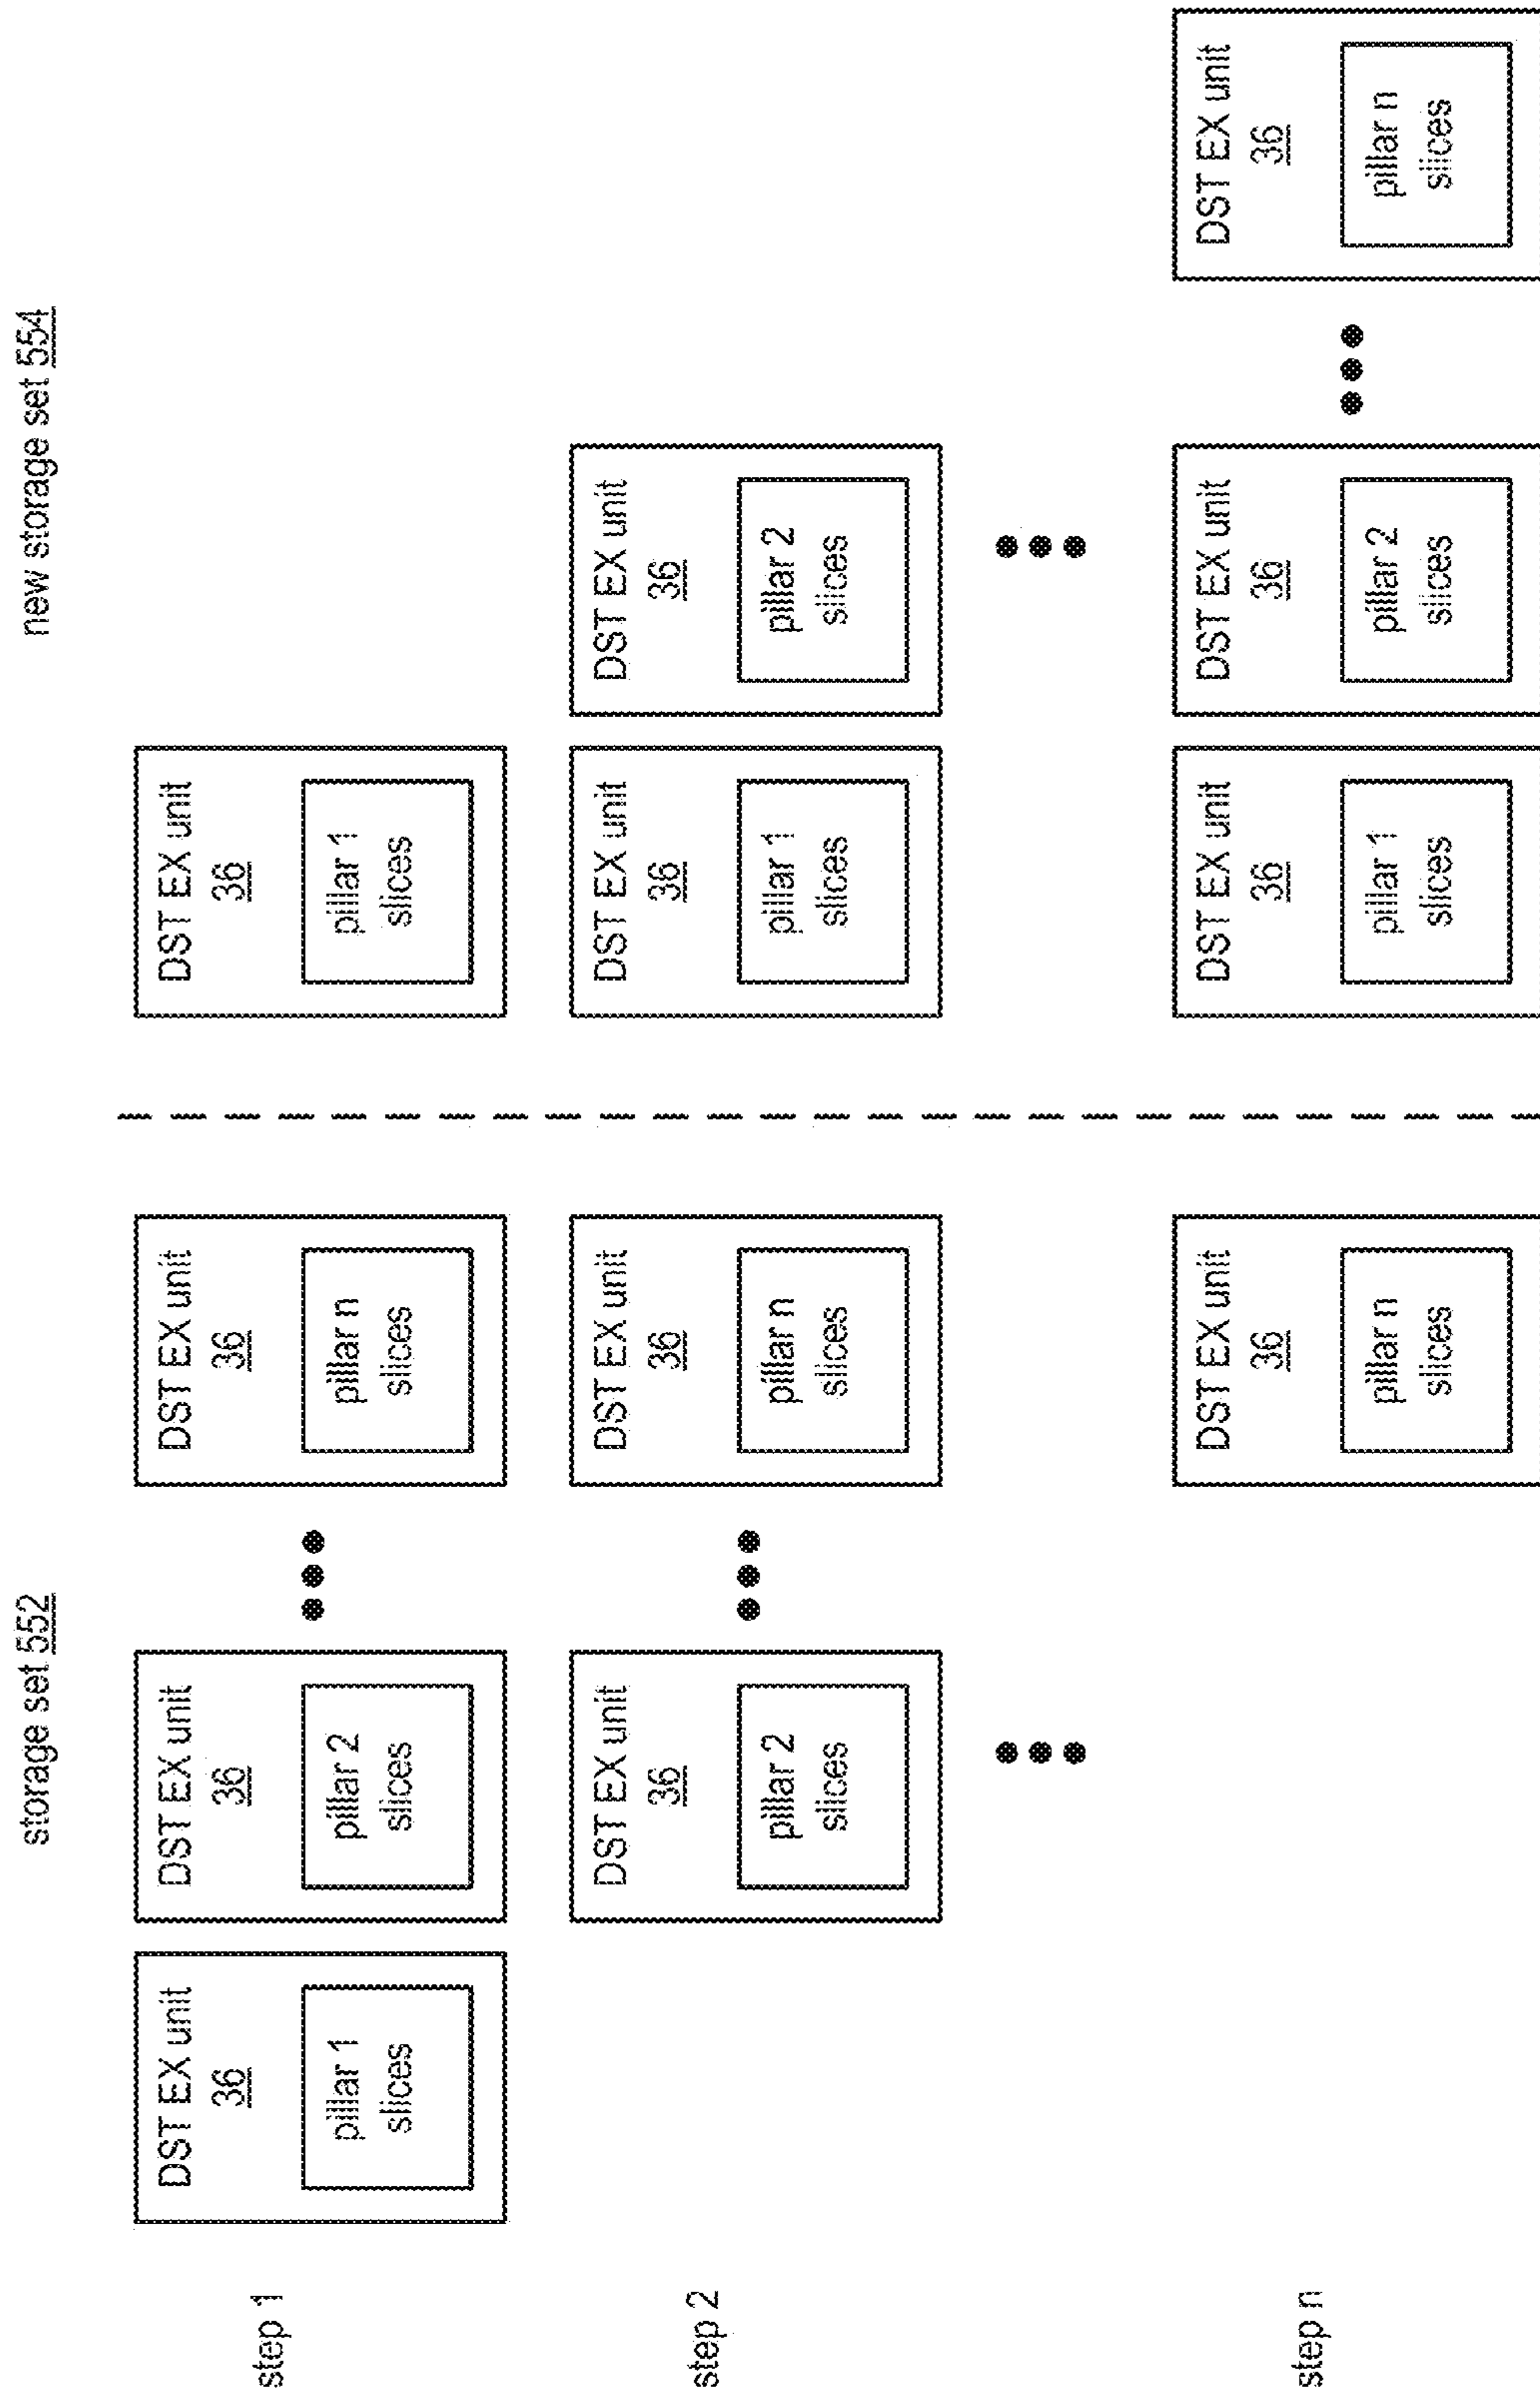 storage set 552
new storage set 554
step 1
DST EX unit
36
pillar 1
slices
DST EX unit
36
pillar 2
slices
DST EX unit
36
pillar n
slices
DST EX unit
36
pillar 1
slices
step 2
DST EX unit
36
pillar 2
slices
DST EX unit
36
pillar n
slices
DST EX unit
36
pillar 1
slices
DST EX unit
36
pillar 2
slices
step n
DST EX unit
36
pillar n
slices
DST EX unit
36
pillar 1
slices
DST EX unit
36
pillar 2
slices
DST EX unit
36
pillar n
slices